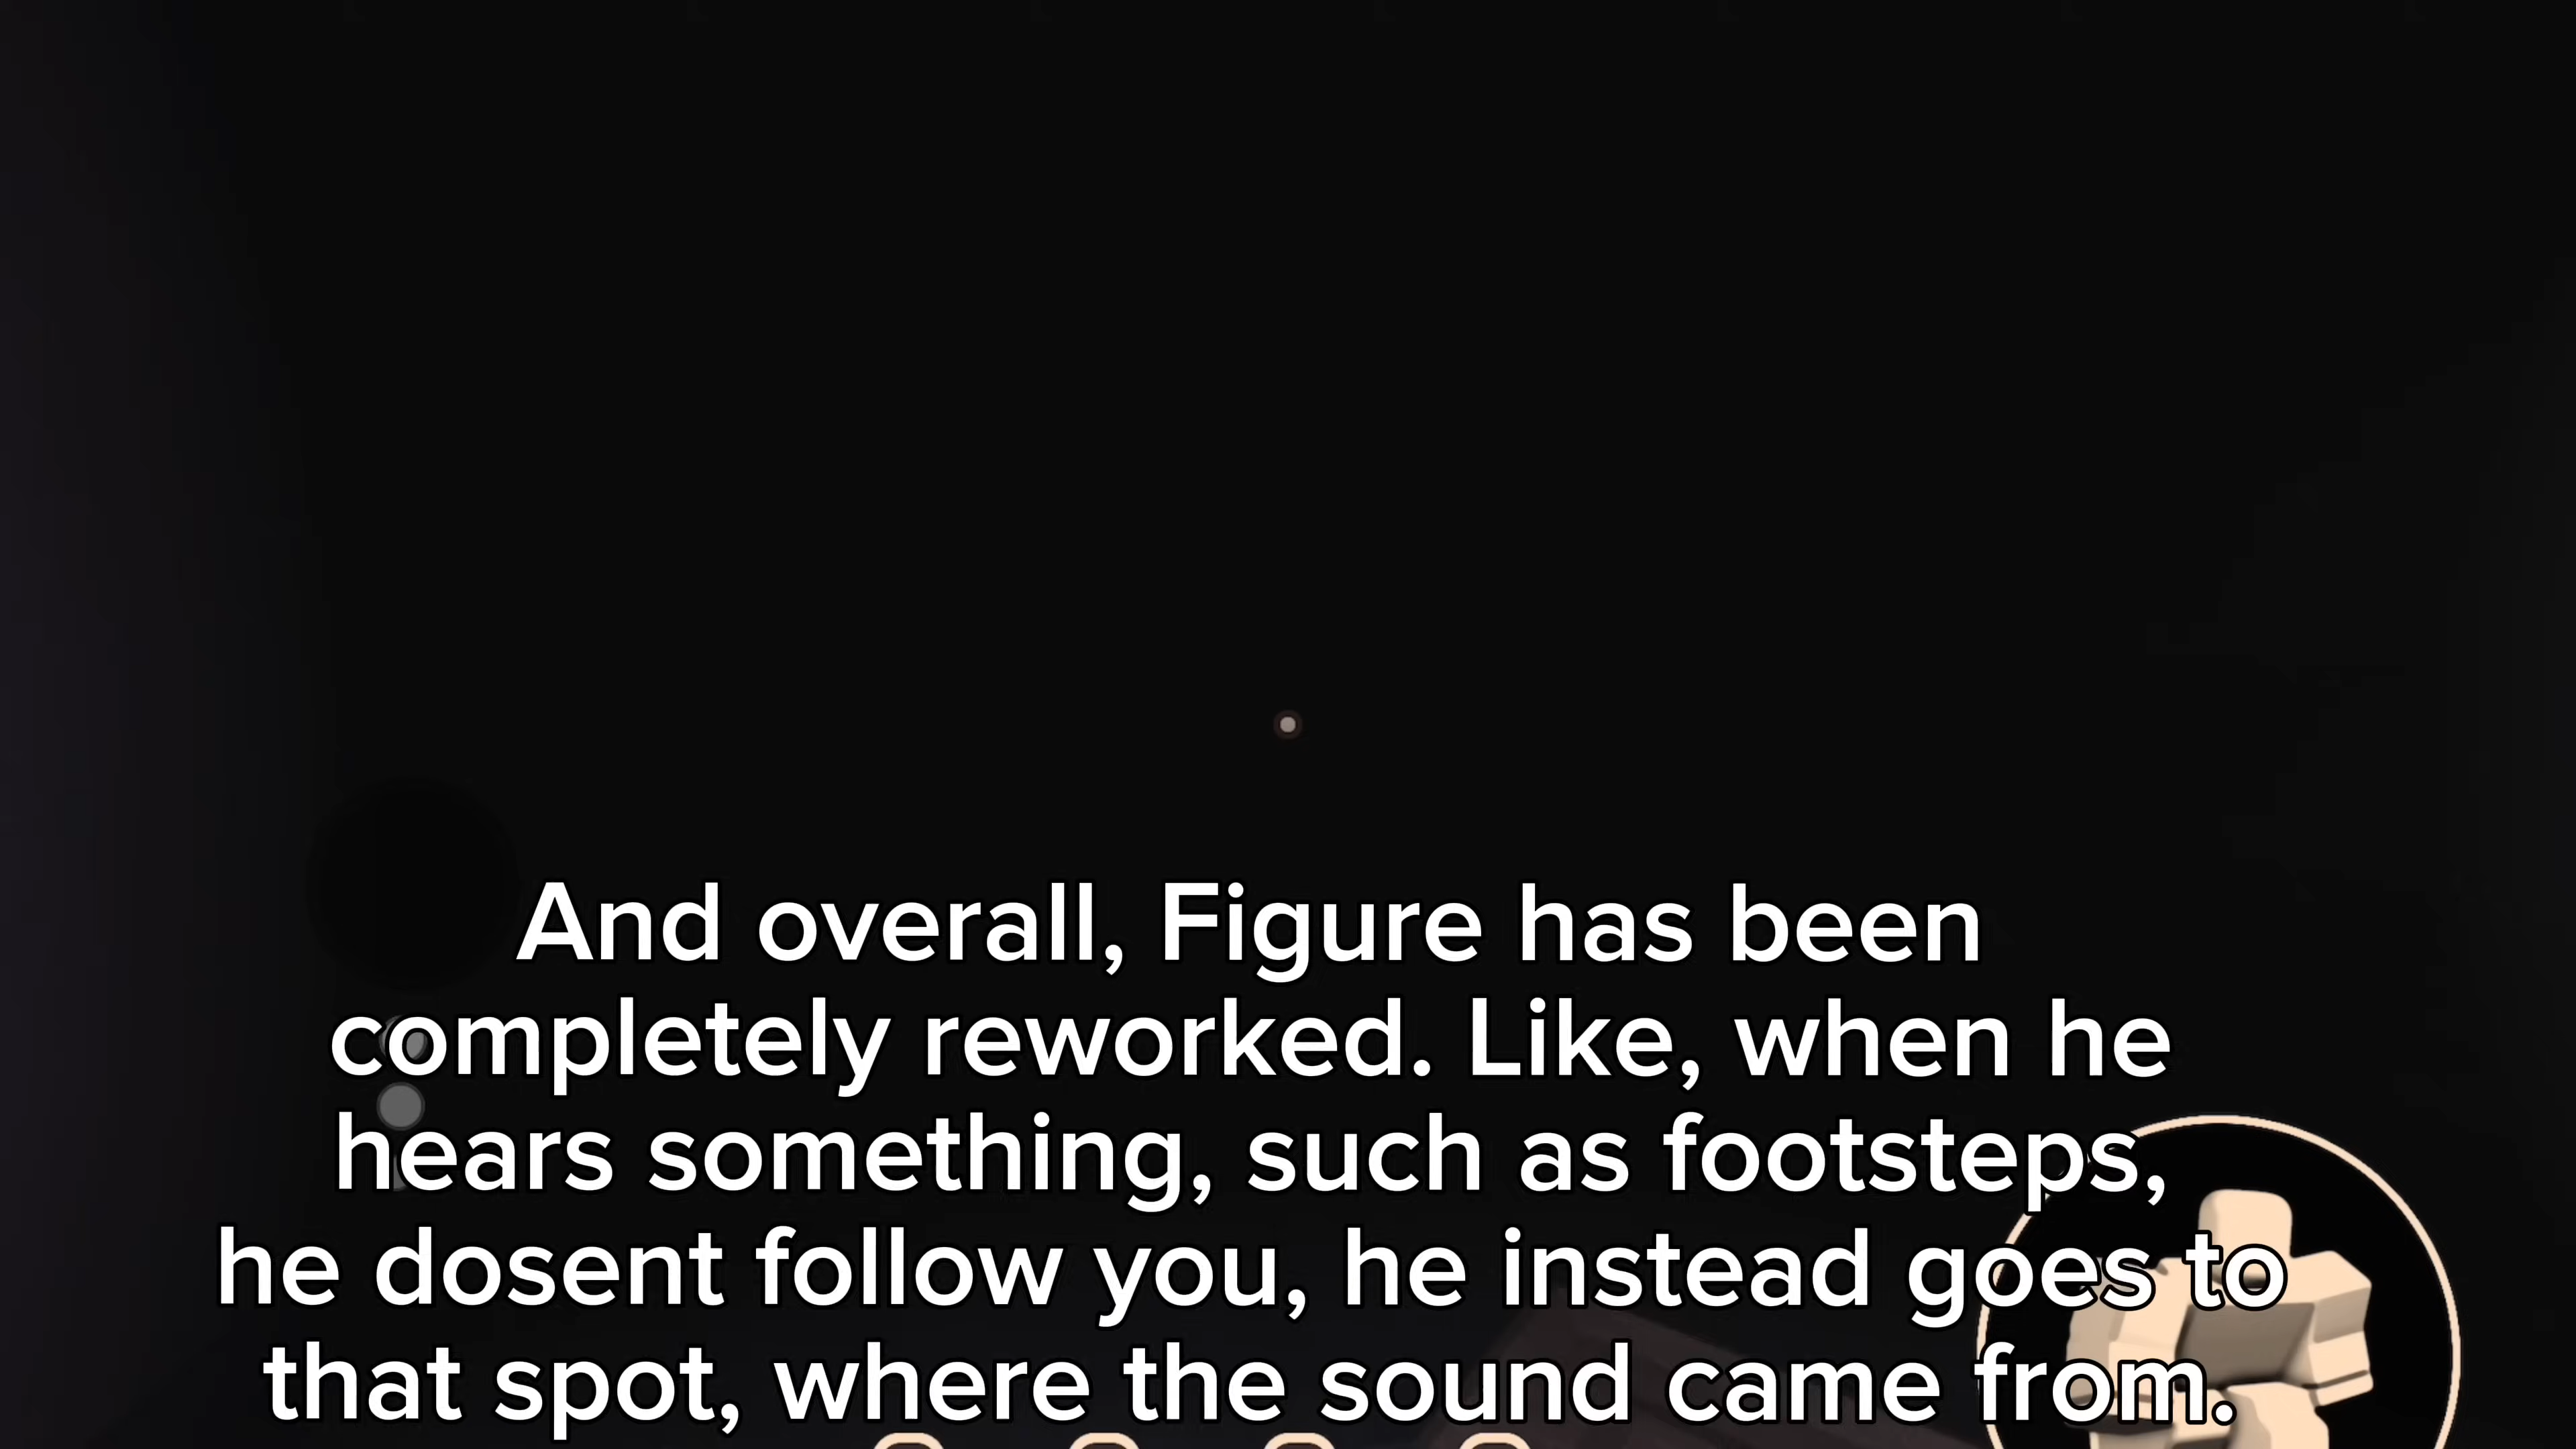 And overall, Figure has been
completely reworked. Like, when he
hears something, such as footsteps,
he dosent follow you, he instead goes to
that spot, where the sound came from.